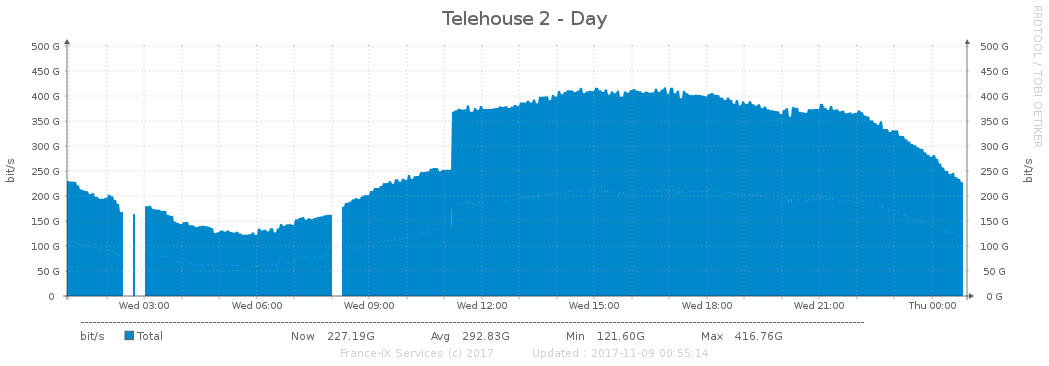 Telehouse 2 - Day
RRDTOOL / TOBI OETIKER
500 G 500 G
450 G 450 G
400 G 400 G
350 G 350 G
300 G 300 G
250 G 250 G
200 G 200 G
150 G 150 G
100 G 100 G
50 G 50 G
0 0 G
bit/s bit/s
Wed 03:00 Wed 06:00 Wed 09:00 Wed 12:00 Wed 15:00 Wed 18:00 Wed 21:00 Thu 00:00
bit/s Total Now 227.19G Avg 292.83G Min 121.60G Max 416.76G
France-IX Services (c) 2017 Updated : 2017-11-09 00:55:14